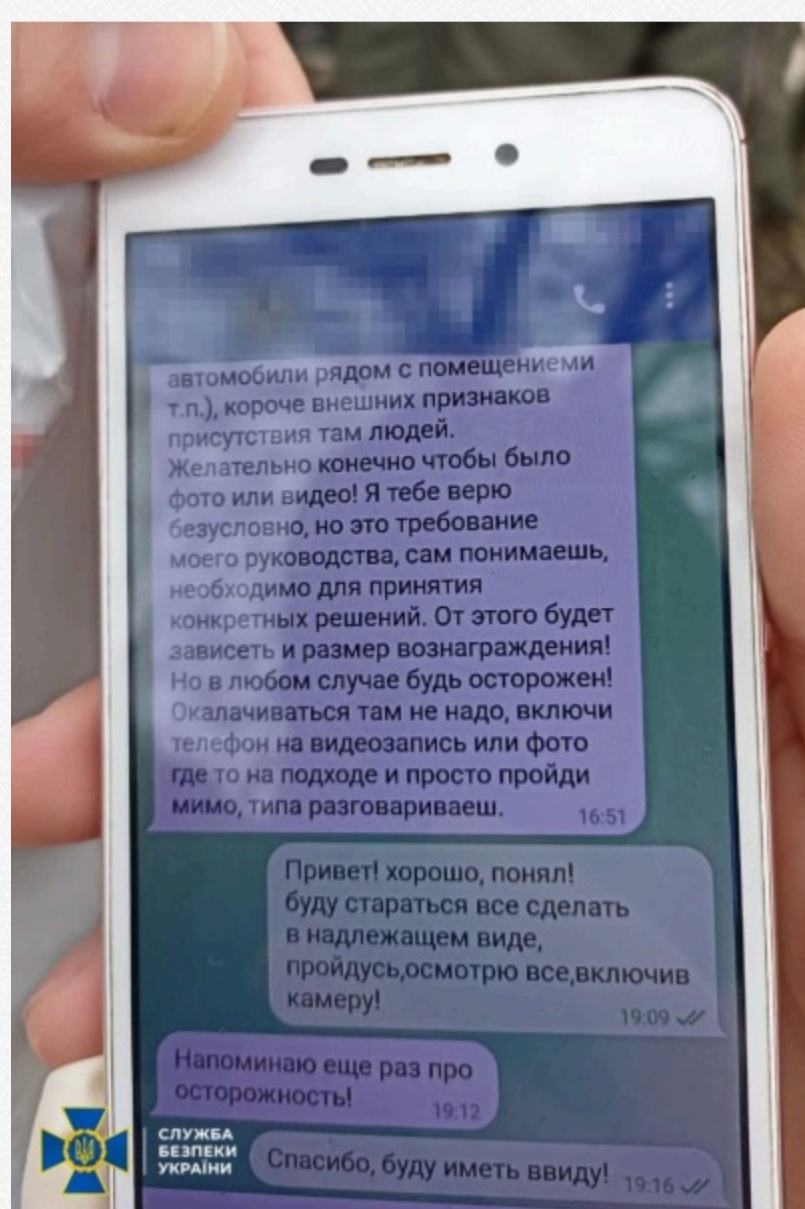 автомобили рядом с помещениеми
т.п.), короче внешних признаков
присутствия там людей.
Желательно конечно чтобы было
фото или видео! Я тебе верю
безусловно, но это требование
моего руководства, сам понимаешь,
необходимо для принятия
конкретных решений. От этого будет
зависеть и размер вознаграждения!
Но в любом случае будь осторожен!
Окалачиваться там не надо, включи
телефон на видеозапись или фото
где то на подходе и просто пройди
мимо, типа разговариваеш.
16:51
Привет! хорошо, понял!
буду стараться все сделать
в надлежащем виде,
пройдусь,осмотрю все,включив
камеру!
19:09
Напоминаю еще раз про
осторожность!
19:12
Спасибо, буду иметь ввиду!
19:16
СЛУЖБА
БЕЗПЕКИ
УКРАЇНИ